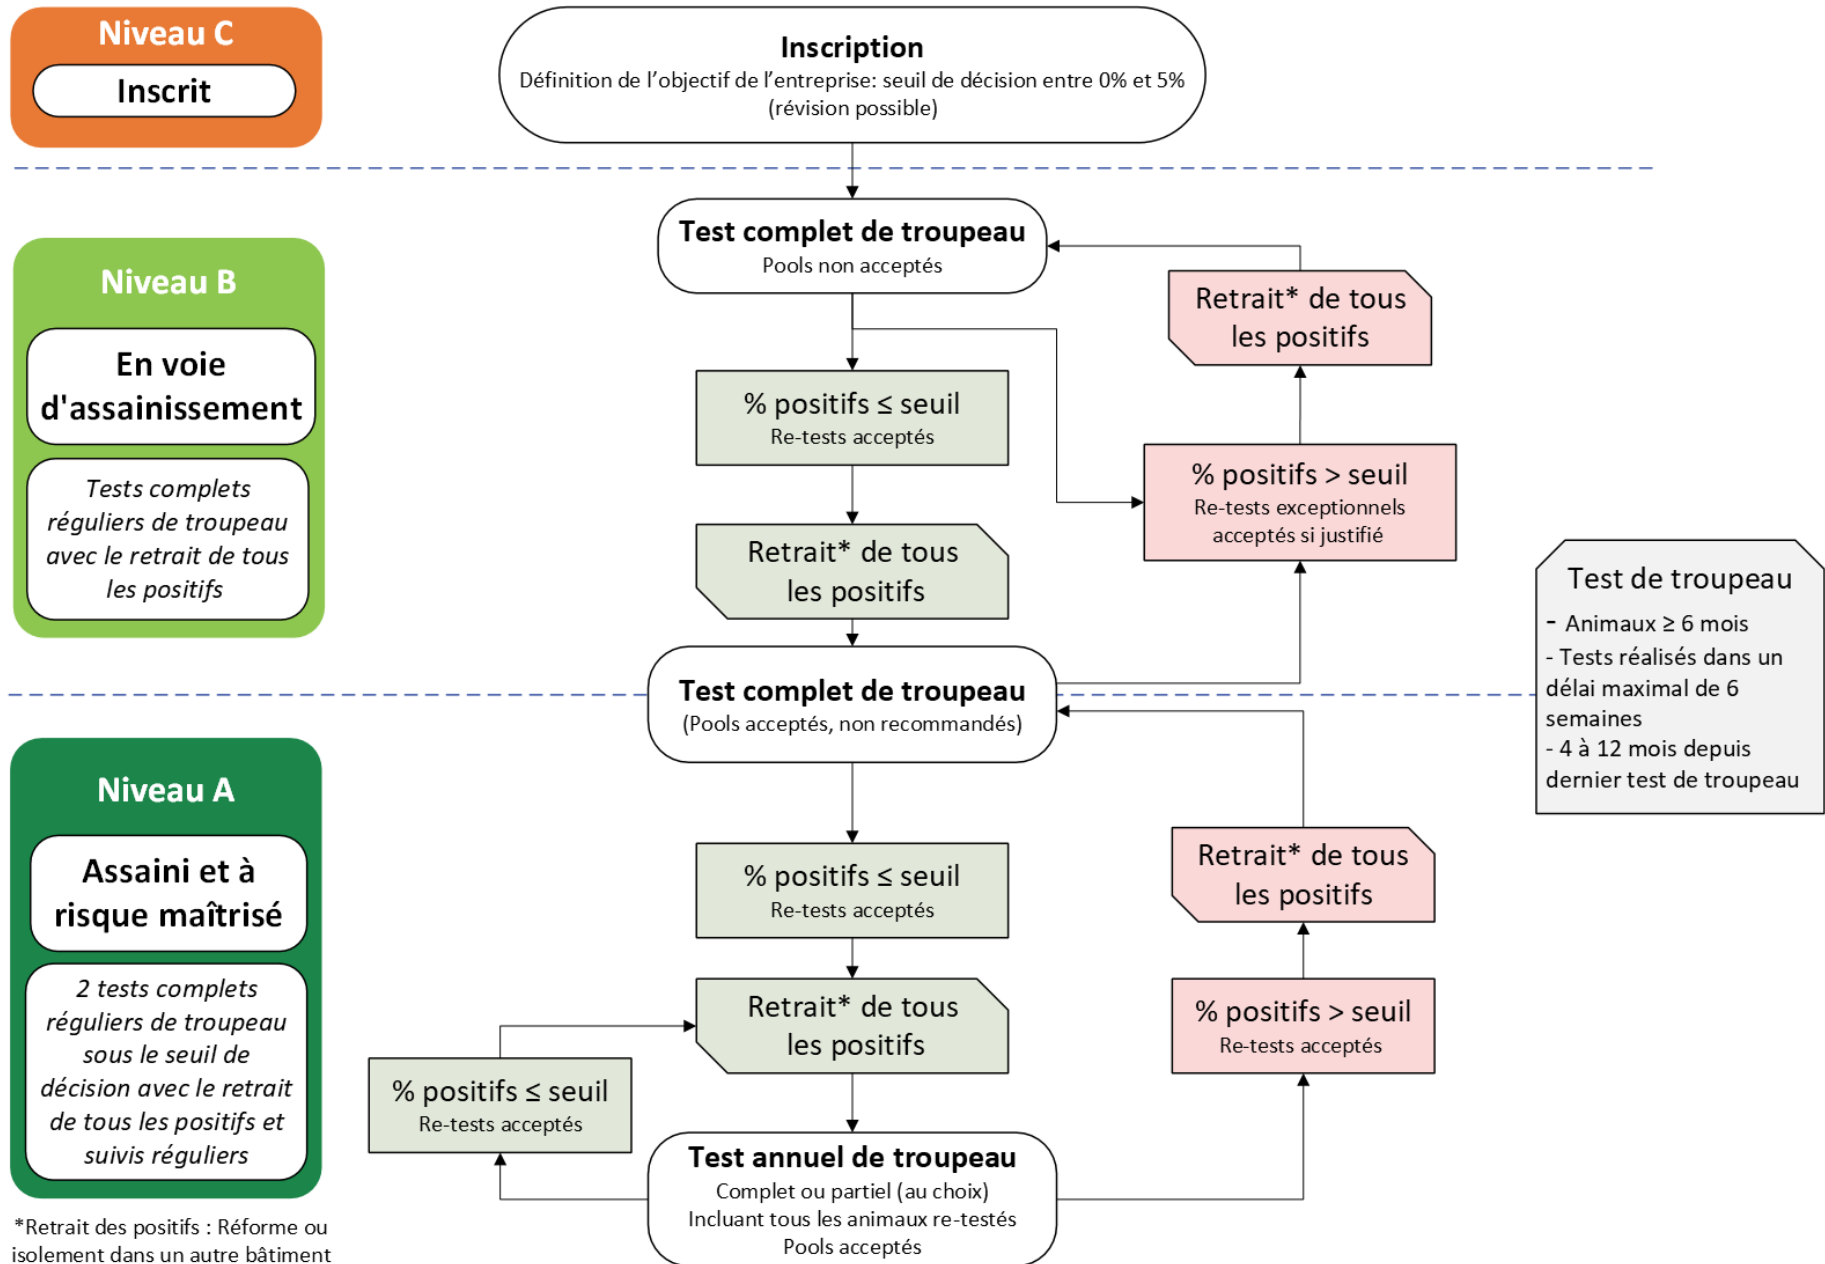 Niveau C
Inscrit
Inscription
Définition de l'objectif de l'entreprise: seuil de décision entre 0% et 5%
(révision possible)
Niveau B
En voie
d'assainissement
Tests complets
réguliers de troupeau
avec le retrait de tous
les positifs
Test complet de troupeau
Pools non acceptés
Retrait* de tous
les positifs
% positifs ≤ seuil
Re-tests acceptés
% positifs > seuil
Re-tests exceptionnels
acceptés si justifié
Retrait* de tous
les positifs
Test de troupeau
- Animaux ≥ 6 mois
- Tests réalisés dans un
délai maximal de 6
semaines
- 4 à 12 mois depuis
dernier test de troupeau
Test complet de troupeau
(Pools acceptés, non recommandés)
Niveau A
Assaini et à
risque maîtrisé
2 tests complets
réguliers de troupeau
sous le seuil de
décision avec le retrait
de tous les positifs et
suivis réguliers
% positifs ≤ seuil
Re-tests acceptés
Retrait* de tous
les positifs
Retrait* de tous
les positifs
% positifs > seuil
Re-tests acceptés
% positifs ≤ seuil
Re-tests acceptés
Test annuel de troupeau
Complet ou partiel (au choix)
Incluant tous les animaux re-testés
Pools acceptés
*Retrait des positifs : Réforme ou
isolement dans un autre bâtiment